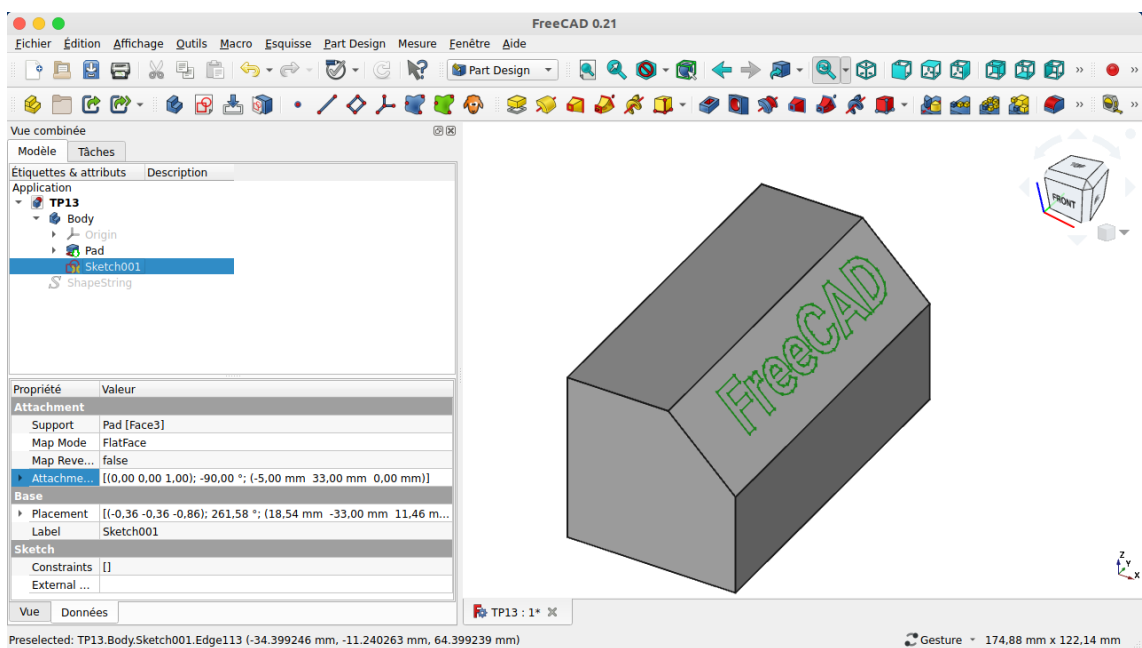 FreeCAD 0.21
Fichier Édition Affichage Outils Macro Esquisse Part Design Mesure Fenêtre Aide
Part Design
Vue combinée
Modèle Tâches
Étiquettes & attributs Description
Application
TP13
Body
Origin
Pad
Sketch001
ShapeString
Propriété Valeur
Attachment
Support Pad [Face3]
Map Mode FlatFace
Map Reve... false
Attachme... [(0,00 0,00 1,00); -90,00 °; (-5,00 mm 33,00 mm 0,00 mm)]
Base
Placement [(-0,36 -0,36 -0,86); 261,58 °; (18,54 mm -33,00 mm 11,46 m...
Label Sketch001
Sketch
Constraints []
External ...
Vue Données
FreeCAD
TOP
FRONT
Z
Y
X
TP13 : 1*
Preselected: TP13.Body.Sketch001.Edge113 (-34.399246 mm, -11.240263 mm, 64.399239 mm)
Gesture 174,88 mm x 122,14 mm